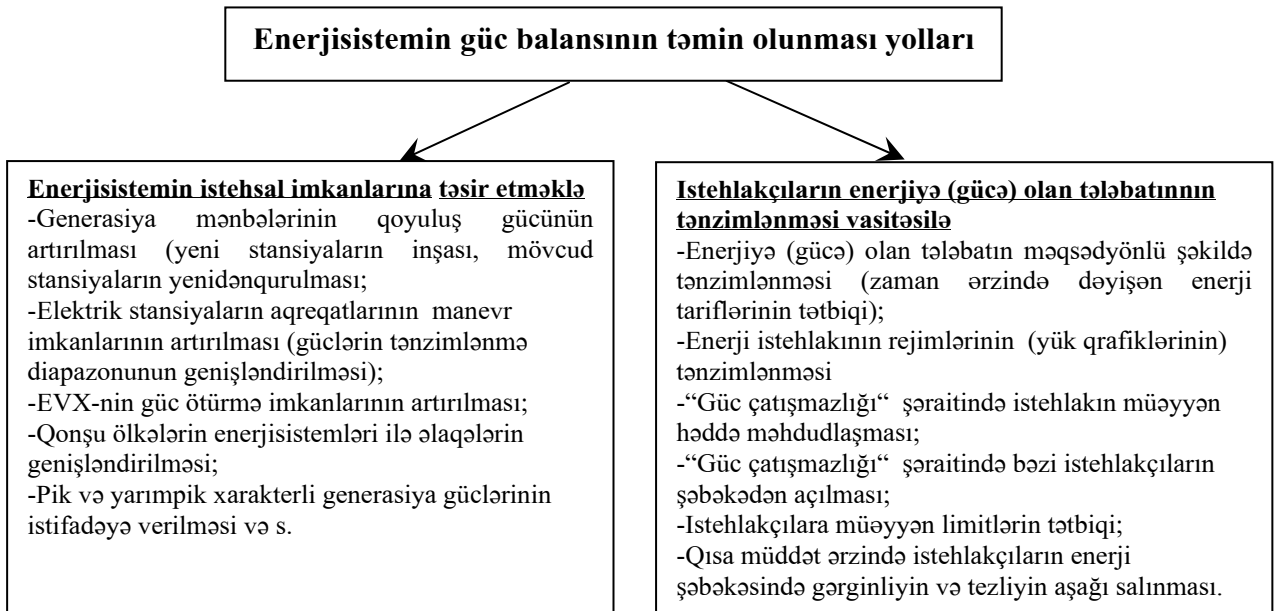 Enerjisistemin güc balansının təmin olunması yolları
Enerjisistemin istehsal imkanlarına təsir etməklə
-Generasiya mənbələrinin qoyuluş gücünün
artırılması (yeni stansiyaların inşası, mövcud
stansiyaların yenidənqurulması;
-Elektrik stansiyaların aqreqatlarının manevr
imkanlarının artırılması (güclərin tənzimlənmə
diapazonunun genişləndirilməsi);
-EVX-nin güc ötürmə imkanlarının artırılması;
-Qonşu ölkələrin enerjisistemləri ilə əlaqələrin
genişləndirilməsi;
-Pik və yarımpik xarakterli generasiya güclərinin
istifadəyə verilməsi və s.
Istehlakçıların enerjiyə (gücə) olan tələbatınnın
tənzimlənməsi vasitəsilə
-Enerjiyə (gücə) olan tələbatın məqsədyönlü şəkildə
tənzimlənməsi (zaman ərzində dəyişən enerji
tariflərinin tətbiqi);
-Enerji istehlakının rejimlərinin (yük qrafiklərinin)
tənzimlənməsi
-“Güc çatışmazlığı“ şəraitində istehlakın müəyyən
həddə məhdudlaşması;
-“Güc çatışmazlığı“ şəraitində bəzi istehlakçıların
şəbəkədən açılması;
-Istehlakçılara müəyyən limitlərin tətbiqi;
-Qısa müddət ərzində istehlakçıların enerji
şəbəkəsində gərginliyin və tezliyin aşağı salınması.